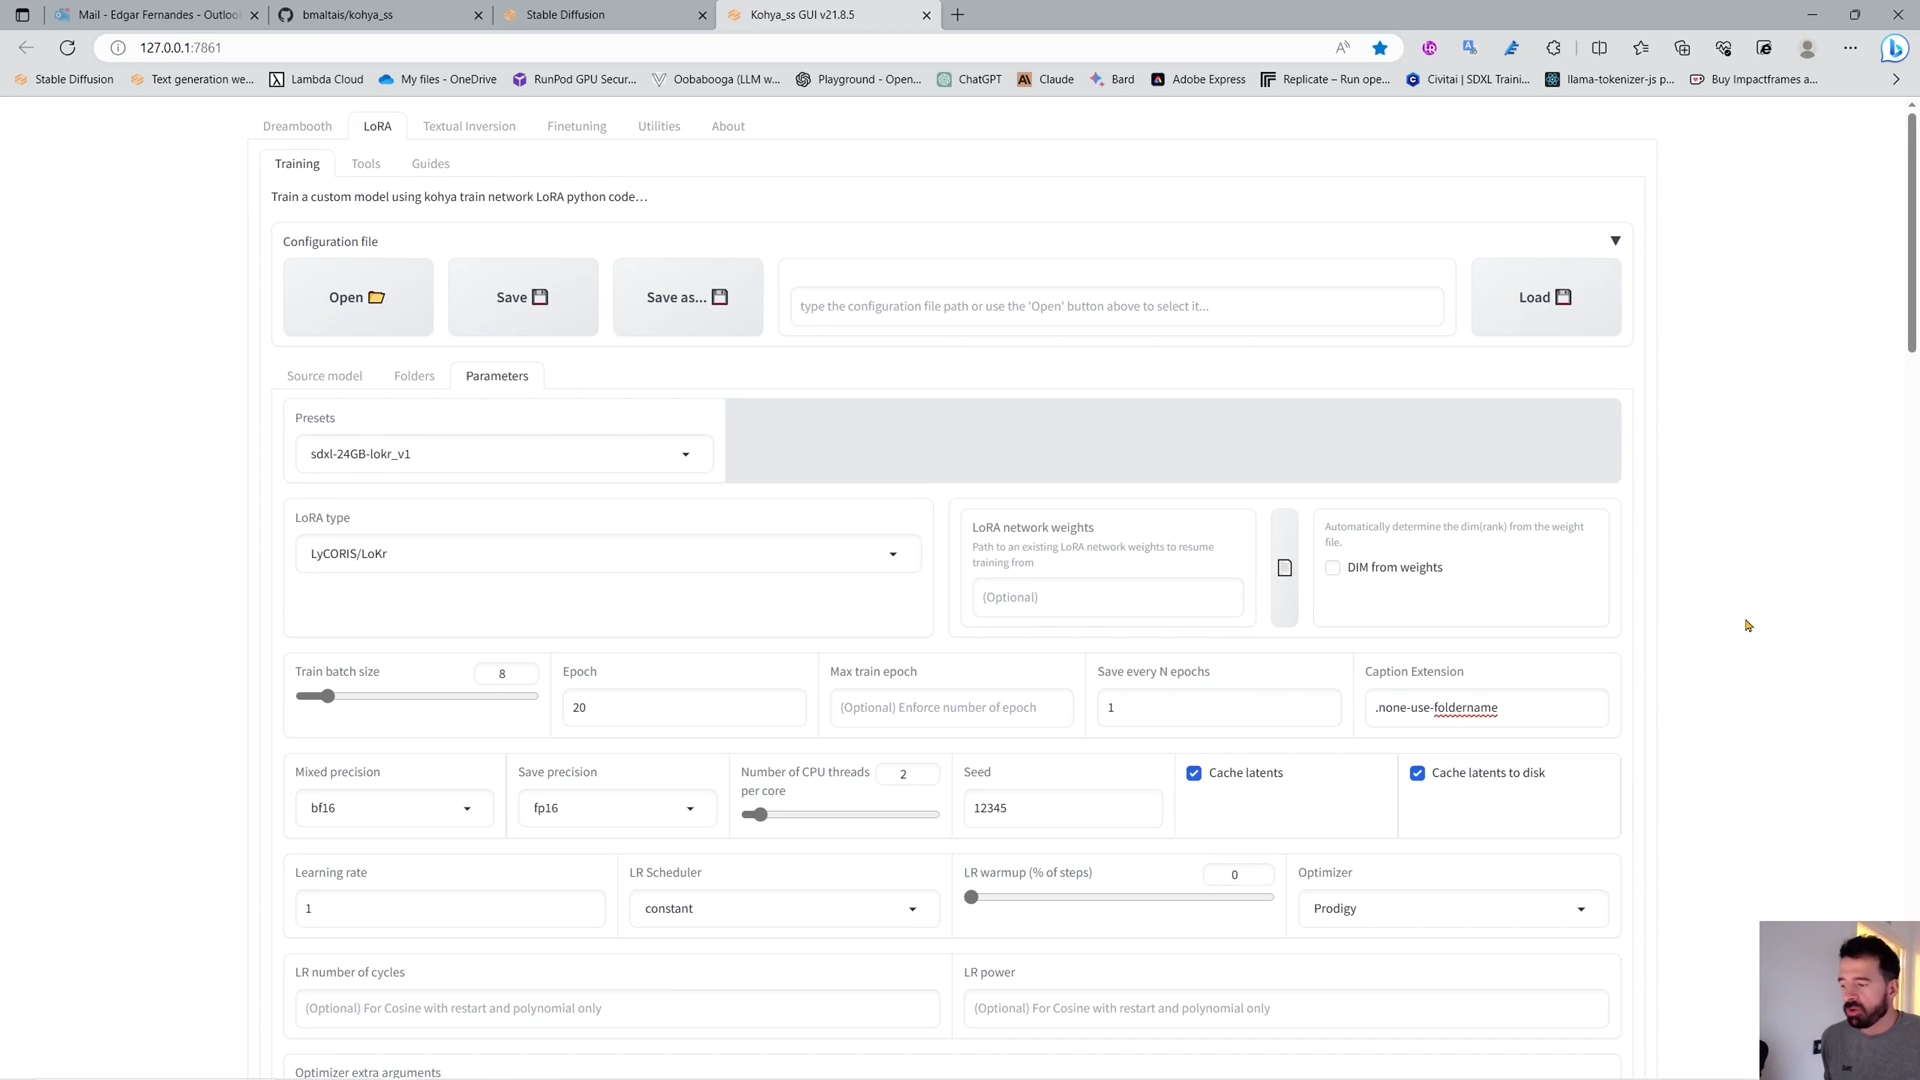 Mail - Edgar Fernandes - Outloo
bmaltais/kohya_ss
Stable Diffusion
Kohya_ss GUI v21.8.5
127.0.0.1:7861
Stable Diffusion
Text generation we...
Lambda Cloud
My files - OneDrive
RunPod GPU Secur...
Oobabooga (LLM w...
Playground - Open...
ChatGPT
Claude
Bard
Adobe Express
Replicate – Run ope...
Civitai | SDXL Traini...
llama-tokenizer-js p...
Buy Impactframes a...
Dreambooth
LoRA
Textual Inversion
Finetuning
Utilities
About
Training
Tools
Guides
Train a custom model using kohya train network LoRA python code...
Configuration file
▼
Open
Save
Save as...
type the configuration file path or use the 'Open' button above to select it...
Load
Source model
Folders
Parameters
Presets
sdxl-24GB-lokr_v1
LoRA type
LyCORIS/LoKr
LoRA network weights
Path to an existing LoRA network weights to resume
training from
(Optional)
Automatically determine the dim(rank) from the weight
file.
DIM from weights
Train batch size
8
Epoch
20
Max train epoch
(Optional) Enforce number of epoch
Save every N epochs
1
Caption Extension
.none-use-foldername
Mixed precision
bf16
Save precision
fp16
Number of CPU threads
per core
2
Seed
12345
Cache latents
Cache latents to disk
Learning rate
1
LR Scheduler
constant
LR warmup (% of steps)
0
Optimizer
Prodigy
LR number of cycles
(Optional) For Cosine with restart and polynomial only
LR power
(Optional) For Cosine with restart and polynomial only
Optimizer extra arguments